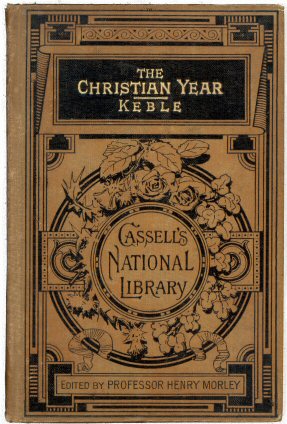 THE
CHRISTIAN YEAR
KEBLE
CASSELL'S
NATIONAL
LIBRARY
EDITED BY PROFESSOR HENRY MORLEY